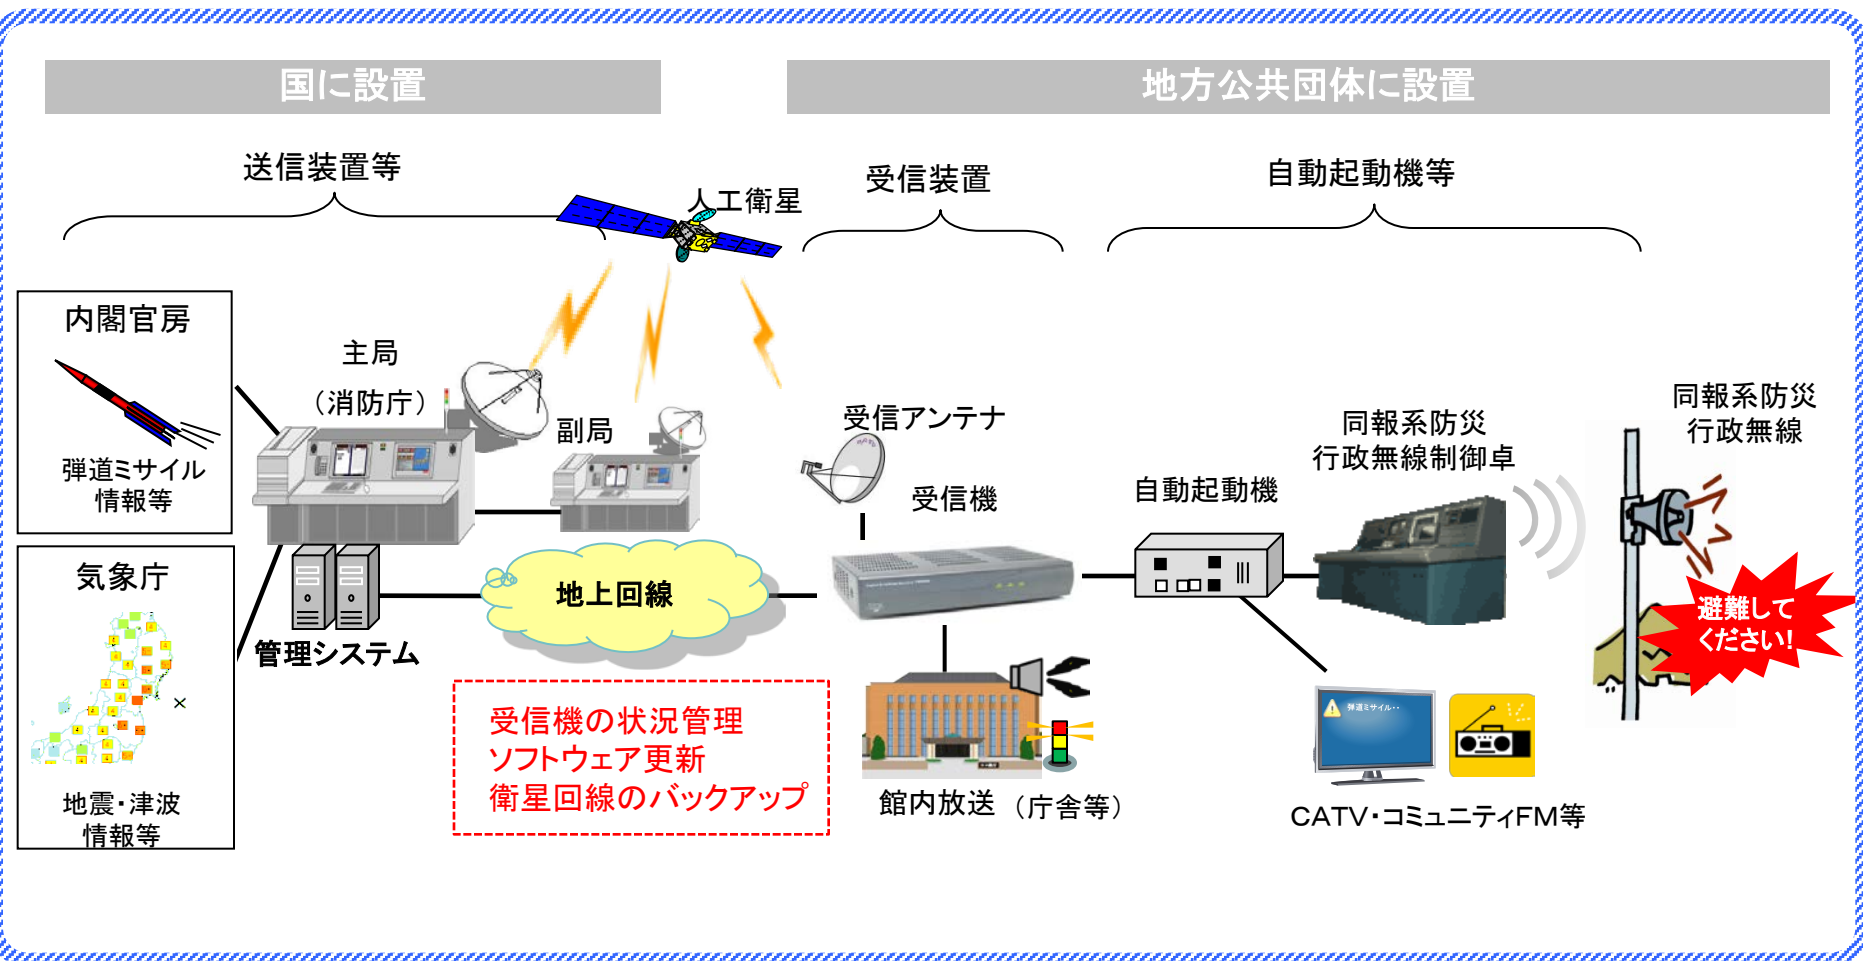 国に設置
地方公共団体に設置
送信装置等
人工衛星
受信装置
自動起動機等
内閣官房
弾道ミサイル
情報等
気象庁
地震・津波
情報等
主局
（消防庁）
副局
管理システム
地上回線
受信機の状況管理
ソフトウェア更新
衛星回線のバックアップ
受信アンテナ
受信機
館内放送（庁舎等）
自動起動機
同報系防災
行政無線制御卓
弾道ミサイル・・
CATV・コミュニティFM等
同報系防災
行政無線
避難して
ください!